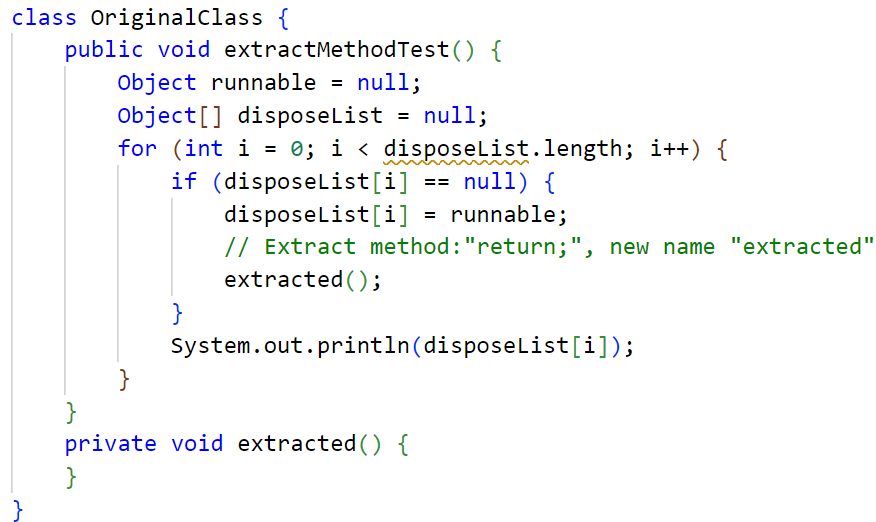 class OriginalClass {
    public void extractMethodTest() {
        Object runnable = null;
        Object[] disposeList = null;
        for (int i = 0; i < disposeList.length; i++) {
            if (disposeList[i] == null) {
                disposeList[i] = runnable;
                // Extract method:"return;", new name "extracted"
                extracted();
            }
            System.out.println(disposeList[i]);
        }
    }
    private void extracted() {
    }
}